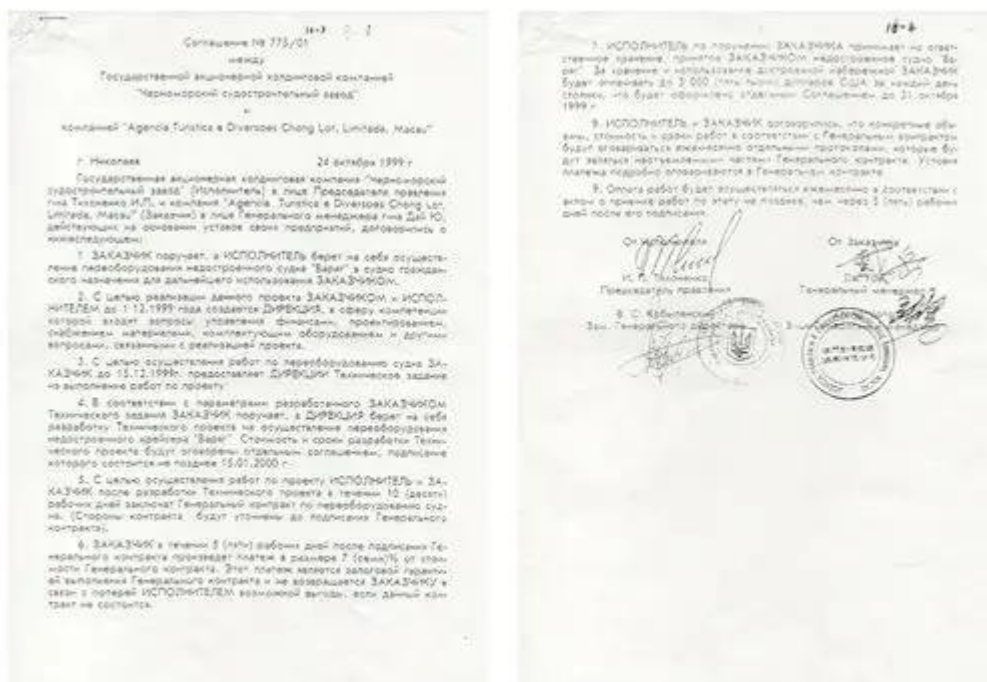 16-3
Соглашение № 775/01
между
Государственной акционерной холдинговой компанией
"Черноморский судостроительный завод"
и
компанией "Agencia Turistica e Diversoes Chong Lot, Limitada, Macau"
г. Николаев 24 октября 1999 г
Государственная акционерная холдинговая компания "Черноморский
судостроительный завод" (Исполнитель) в лице Председателя правления
г-на Тихоненко И.П. и компания "Agencia, Turistica e Diversoes Chong Lot,
Limitada, Macau" (Заказчик) в лице Генерального менеджера г-на Дай Ю,
действующих на основании уставов своих предприятий, договорились о
нижеследующем:
1. ЗАКАЗЧИК поручает, а ИСПОЛНИТЕЛЬ берет на себя осуществ-
ление переоборудования недостроенного судна "Варяг" в судно граждан-
ского назначения для дальнейшего использования ЗАКАЗЧИКОМ.
2. С целью реализации данного проекта ЗАКАЗЧИКОМ и ИСПОЛ-
НИТЕЛЕМ до 1.12.1999 года создается ДИРЕКЦИЯ, в сферу компетенции
которой входят вопросы управления финансами, проектированием,
снабжением материалами, комплектующим оборудованием и другими
вопросами, связанными с реализацией проекта.
3. С целью осуществления работ по переоборудованию судна ЗА-
КАЗЧИК до 15.12.1999г. предоставляет ДИРЕКЦИИ Техническое задание
на выполнение работ по проекту.
4. В соответствии с параметрами разработанного ЗАКАЗЧИКОМ
Технического задания ЗАКАЗЧИК поручает, а ДИРЕКЦИЯ берет на себя
разработку Технического проекта на осуществление переоборудования
недостроенного крейсера "Варяг". Стоимость и сроки разработки Техни-
ческого проекта будут оговорены отдельным соглашением, подписание
которого состоится не позднее 15.01.2000 г.
5. С целью осуществления работ по проекту ИСПОЛНИТЕЛЬ и ЗА-
КАЗЧИК после разработки Технического проекта в течении 10 (десяти)
рабочих дней заключат Генеральный контракт по переоборудованию суд-
на. (Стороны контракта будут уточнены до подписания Генерального
контракта).
6. ЗАКАЗЧИК в течении 5 (пяти) рабочих дней после подписания Ге-
нерального контракта произведет платеж в размере 7 (семи)% от стои-
мости Генерального контракта. Этот платеж является залоговой гаранти-
ей выполнения Генерального контракта и не возвращается ЗАКАЗЧИКУ в
связи с потерей ИСПОЛНИТЕЛЕМ возможной выгоды, если данный кон-
тракт не состоится.
18-4
7. ИСПОЛНИТЕЛЬ по поручению ЗАКАЗЧИКА принимает на ответ-
ственное хранение, принятое ЗАКАЗЧИКОМ недостроенное судно "Ва-
ряг". За хранение и использование достроечной набережной ЗАКАЗЧИК
будет оплачивать до 5 000 (пять тысяч) долларов США за каждый день
стоянки, что будет оформлено отдельным Соглашением до 31 октября
1999 г.
8. ИСПОЛНИТЕЛЬ и ЗАКАЗЧИК договорились, что конкретные объ-
емы, стоимость и сроки работ в соответствии с Генеральным контрактом
будут оговариваться ежемесячно отдельными протоколами, которые бу-
дут являться неотъемлемыми частями Генерального контракта. Условия
платежа подробно оговариваются в Генеральном контракте.
9. Оплата работ будет осуществляться ежемесячно в соответствии с
актом о приемке работ по этапу не позднее, чем через 5 (пять) рабочих
дней после его подписания.
От Исполнителя От Заказчика
И. П. Тихоненко Дай Ю
Председатель правления Генеральный менеджер
Зам. Генерального директора